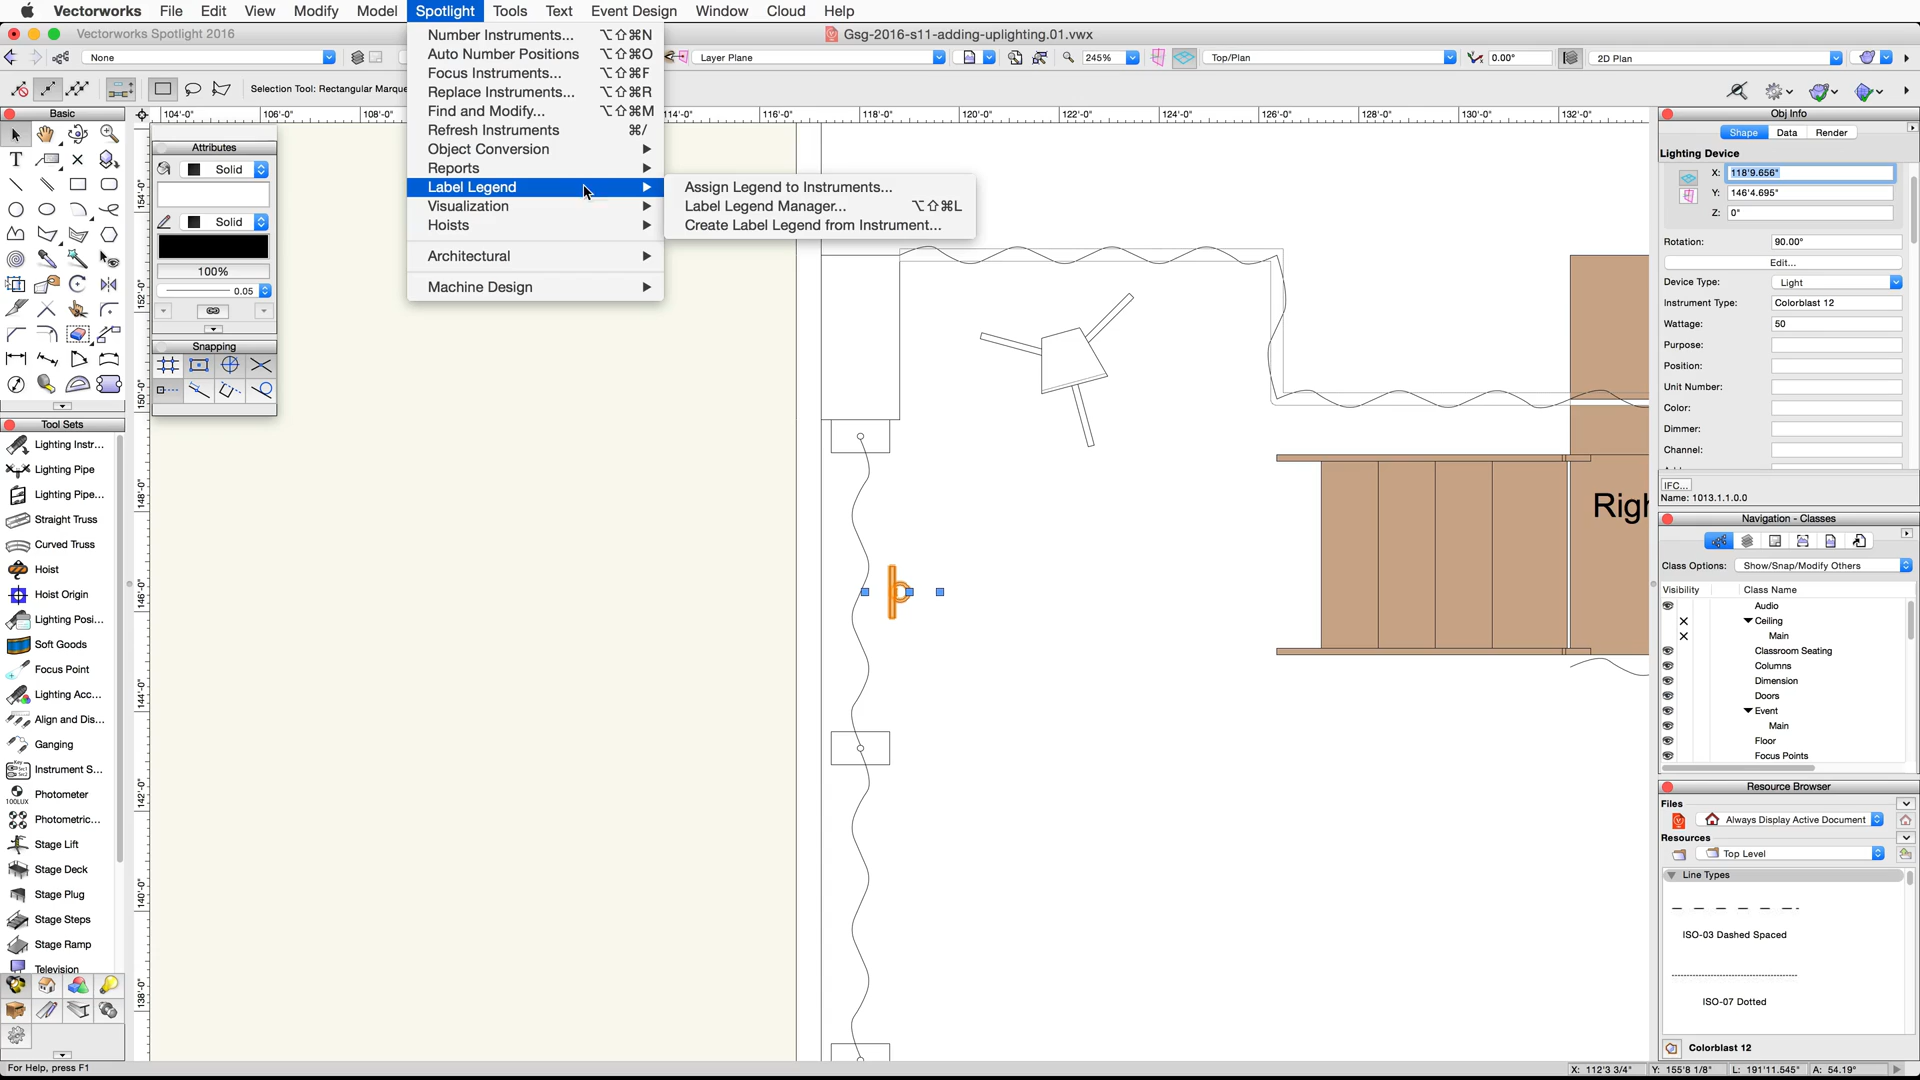 Vectorworks File Edit View Modify Model Spotlight Tools Text Event Design Window Cloud Help
Vectorworks Spotlight 2016
Gsg-2016-s11-adding-uplighting.01.vwx
None
Layer Plane
245%
Top/Plan
0.00°
2D Plan
Selection Tool: Rectangular Marque
Number Instruments... ⌥⇧⌘N
Auto Number Positions ⌥⇧⌘O
Focus Instruments... ⌥⇧⌘F
Replace Instruments... ⌥⇧⌘R
Find and Modify... ⌥⇧⌘M
Refresh Instruments ⌘/
Object Conversion
Reports
Label Legend
Visualization
Hoists
Architectural
Machine Design
Assign Legend to Instruments...
Label Legend Manager... ⌥⇧⌘L
Create Label Legend from Instrument...
104'-0" 106'-0" 108'-0" 114'-0" 116'-0" 118'-0" 120'-0" 122'-0" 124'-0" 126'-0" 128'-0" 130'-0" 132'-0"
154'-0"
152'-0"
150'-0"
148'-0"
146'-0"
144'-0"
142'-0"
140'-0"
138'-0"
Basic
Attributes
Solid
Solid
100%
0.05
Snapping
Tool Sets
Lighting Instr...
Lighting Pipe
Lighting Pipe...
Straight Truss
Curved Truss
Hoist
Hoist Origin
Lighting Posi...
Soft Goods
Focus Point
Lighting Acc...
Align and Dis...
Ganging
Instrument S...
Photometer
100LUX
Photometric...
Stage Lift
Stage Deck
Stage Plug
Stage Steps
Stage Ramp
Television
Righ
Obj Info
Shape Data Render
Lighting Device
X: 118'9.656"
Y: 146'4.695"
Z: 0"
Rotation: 90.00°
Edit...
Device Type: Light
Instrument Type: Colorblast 12
Wattage: 50
Purpose:
Position:
Unit Number:
Color:
Dimmer:
Channel:
IFC...
Name: 1013.1.1.0.0
Navigation - Classes
Class Options: Show/Snap/Modify Others
Visibility Class Name
Audio
Ceiling
Main
Classroom Seating
Columns
Dimension
Doors
Event
Main
Floor
Focus Points
Resource Browser
Files
Always Display Active Document
Resources
Top Level
Line Types
ISO-03 Dashed Spaced
ISO-07 Dotted
Colorblast 12
For Help, press F1
X: 112'3 3/4" Y: 155'8 1/8" L: 191'11.545" A: 54.19°